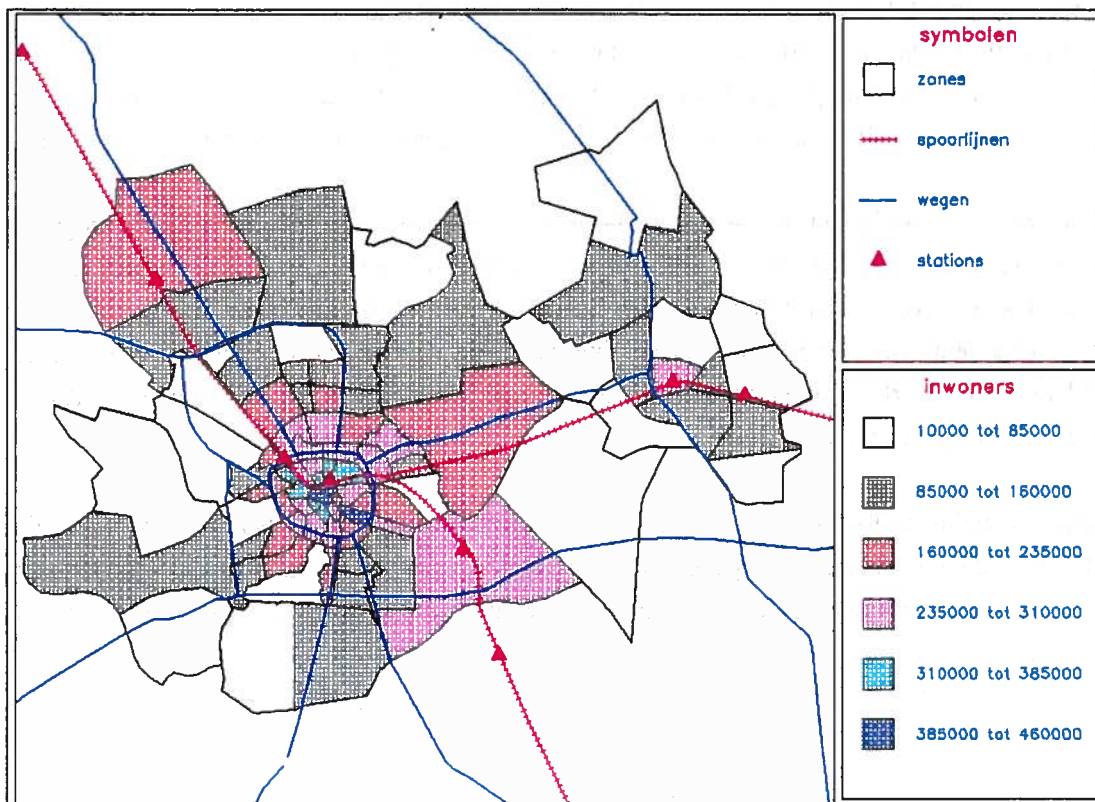 symbolen
zones
spoorlijnen
wegen
stations
inwoners
10000 tot 85000
85000 tot 160000
160000 tot 235000
235000 tot 310000
310000 tot 385000
385000 tot 460000